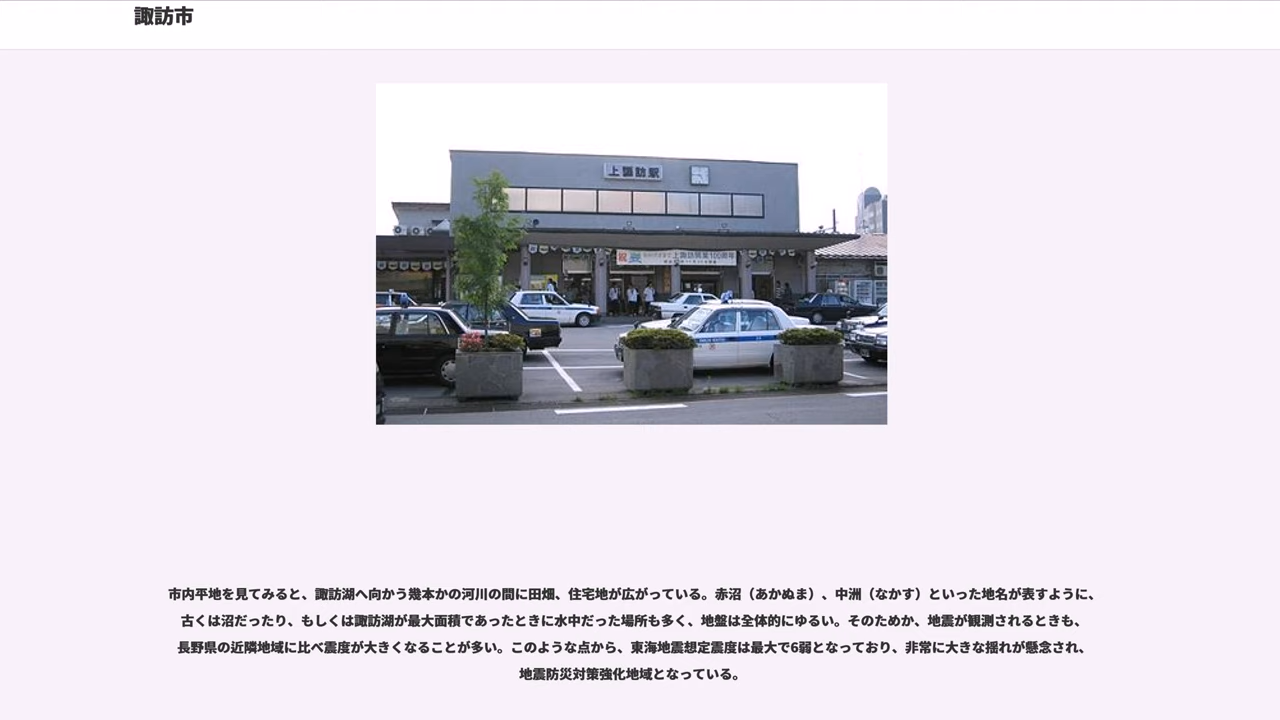 諏訪市
上諏訪駅
祝
上諏訪開業100周年
市内平地を見てみると、諏訪湖へ向かう幾本かの河川の間に田畑、住宅地が広がっている。赤沼（あかぬま）、中洲（なかす）といった地名が表すように、
古くは沼だったり、もしくは諏訪湖が最大面積であったときに水中だった場所も多く、地盤は全体的にゆるい。そのためか、地震が観測されるときも、
長野県の近隣地域に比べ震度が大きくなることが多い。このような点から、東海地震想定震度は最大で6弱となっており、非常に大きな揺れが懸念され、
地震防災対策強化地域となっている。